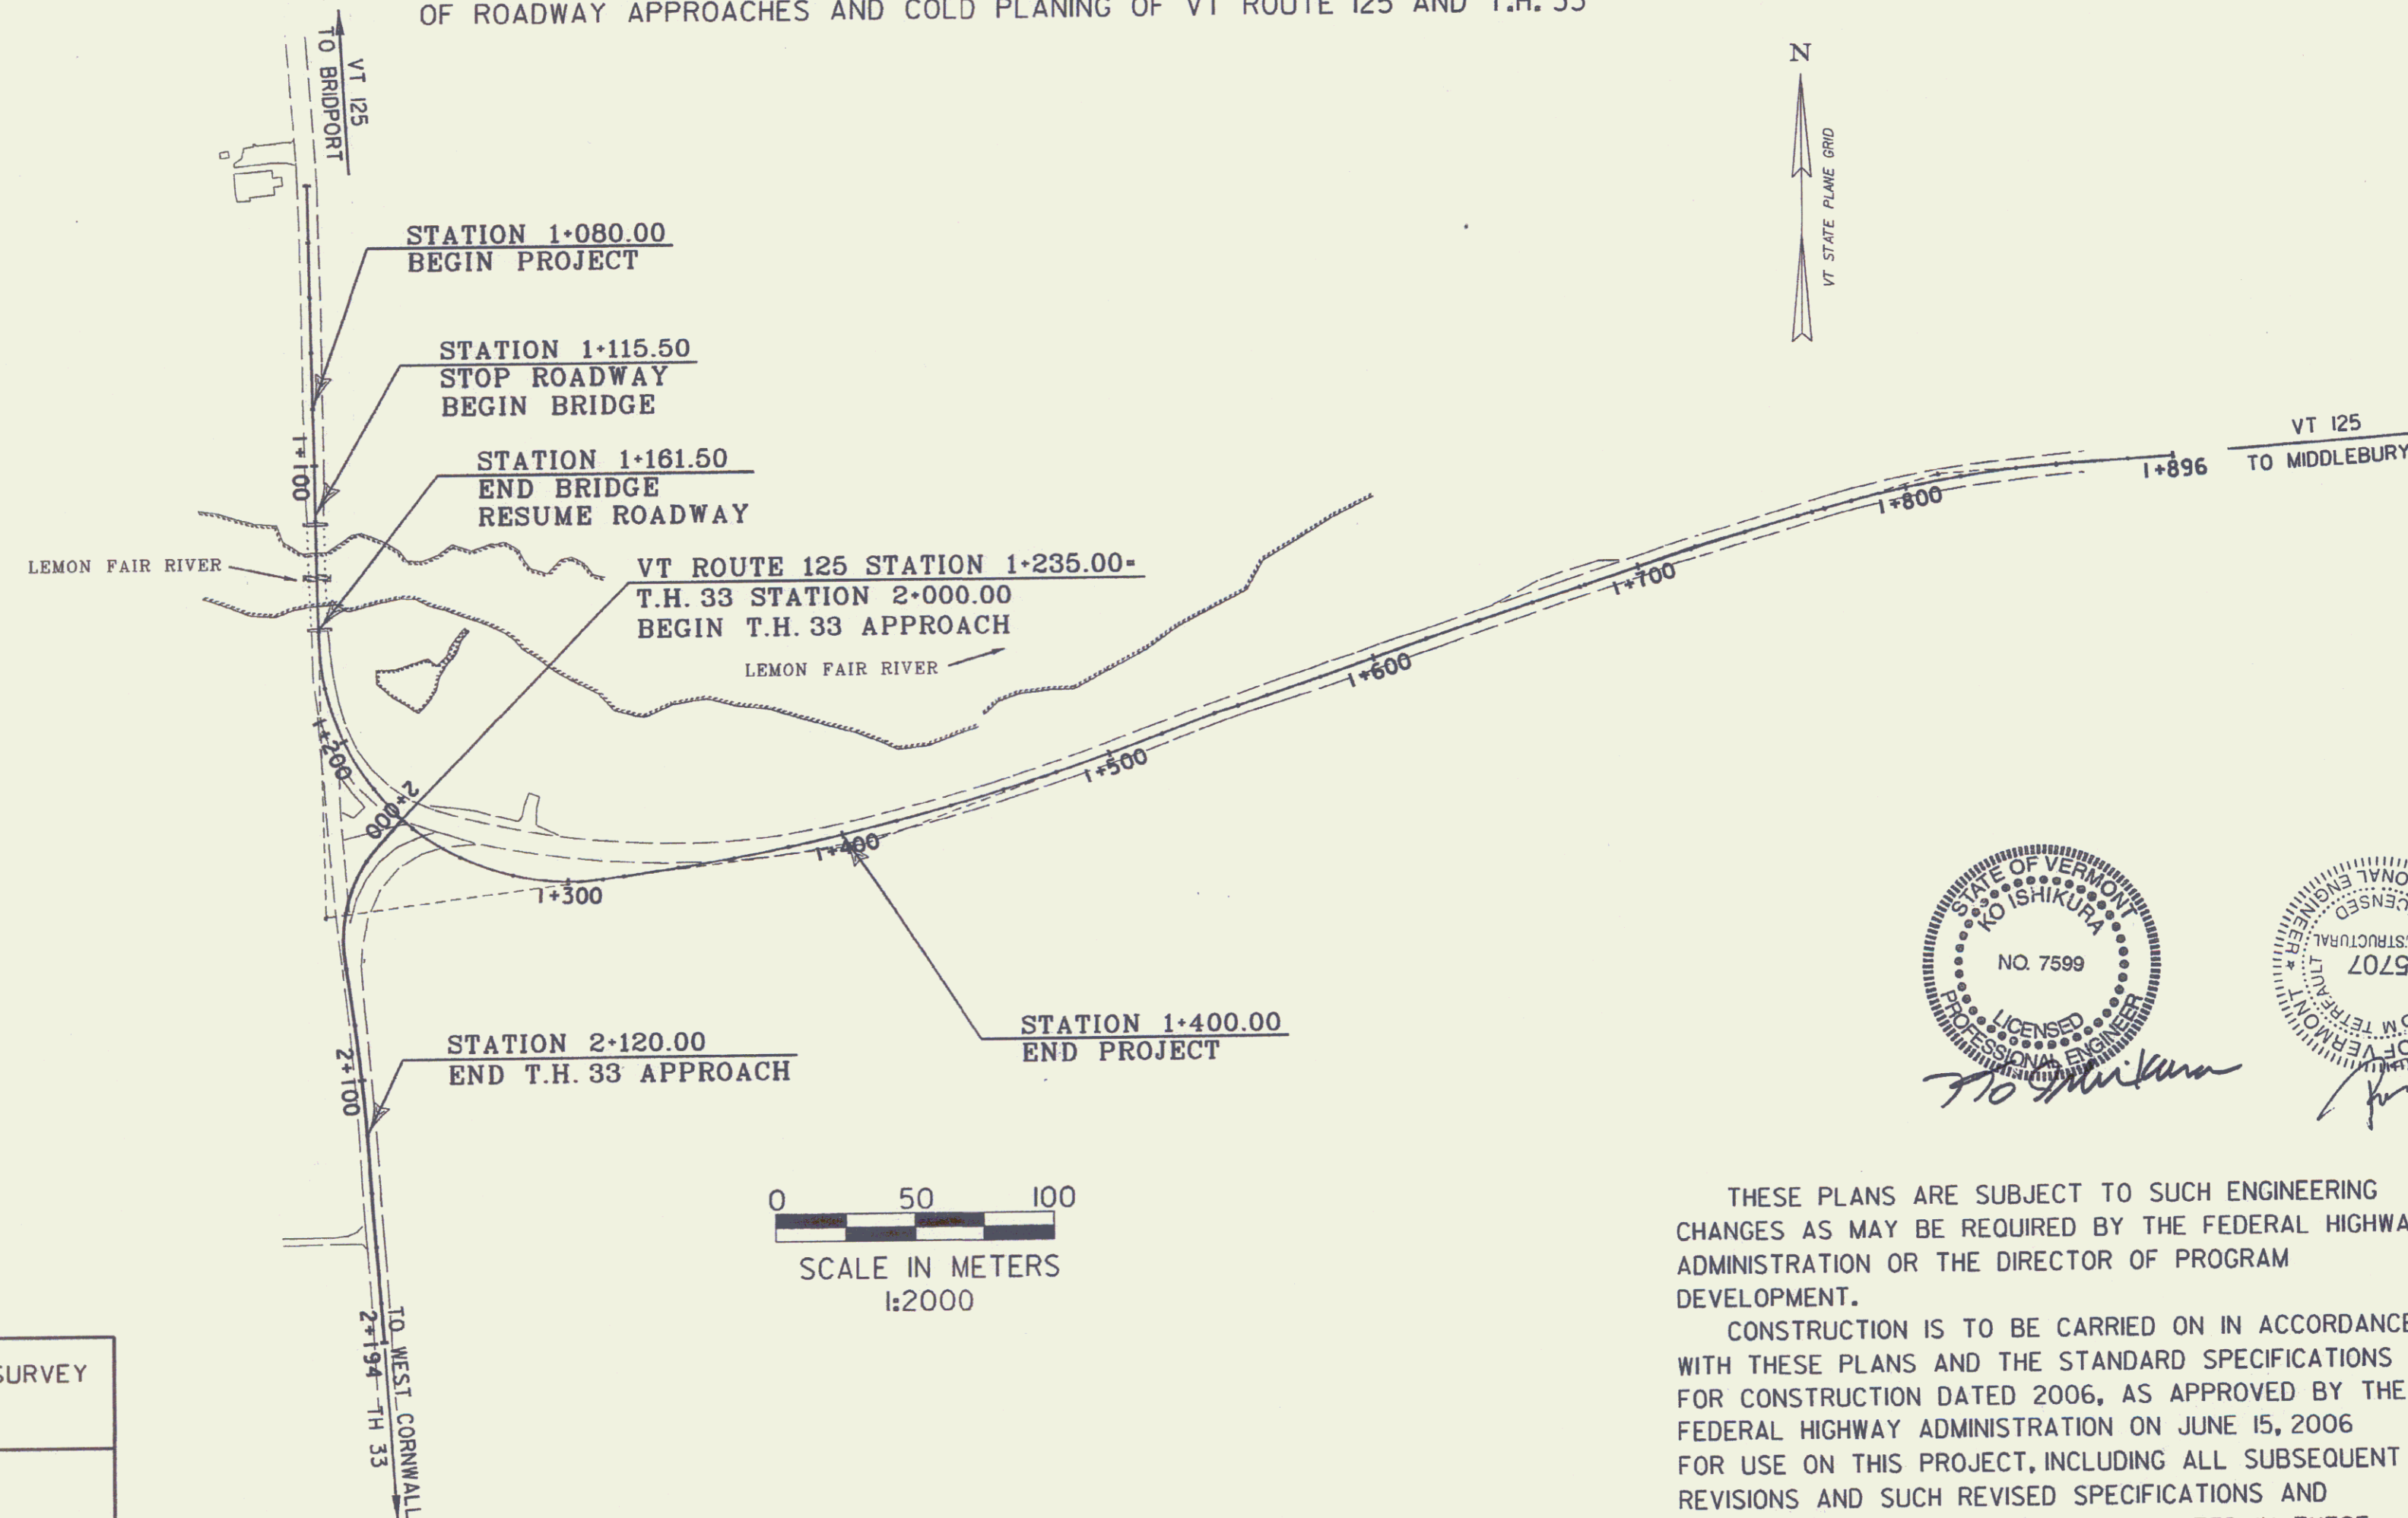 OF ROADWAY APPROACHES AND COLD PLANING OF VT ROUTE 125 AND T.H. 33
VT 125
TO BRIDPORT
N
VT STATE PLANE GRID
STATION 1+080.00
BEGIN PROJECT
STATION 1+115.50
STOP ROADWAY
BEGIN BRIDGE
1+100
STATION 1+161.50
END BRIDGE
RESUME ROADWAY
VT 125
TO MIDDLEBURY
1+896
1+800
1+700
1+600
1+500
LEMON FAIR RIVER
VT ROUTE 125 STATION 1+235.00=
T.H. 33 STATION 2+000.00
BEGIN T.H. 33 APPROACH
LEMON FAIR RIVER
1+200
2+000
1+400
1+300
STATION 1+400.00
END PROJECT
STATION 2+120.00
END T.H. 33 APPROACH
2+100
STATE OF VERMONT
KO ISHIKURA
NO. 7599
LICENSED
PROFESSIONAL ENGINEER
STRUCTURAL
5707
0 50 100
SCALE IN METERS
1:2000
2+194 TH 33
TO WEST CORNWALL
SURVEY
THESE PLANS ARE SUBJECT TO SUCH ENGINEERING
CHANGES AS MAY BE REQUIRED BY THE FEDERAL HIGHWA
ADMINISTRATION OR THE DIRECTOR OF PROGRAM
DEVELOPMENT.
CONSTRUCTION IS TO BE CARRIED ON IN ACCORDANCE
WITH THESE PLANS AND THE STANDARD SPECIFICATIONS
FOR CONSTRUCTION DATED 2006, AS APPROVED BY THE
FEDERAL HIGHWAY ADMINISTRATION ON JUNE 15, 2006
FOR USE ON THIS PROJECT, INCLUDING ALL SUBSEQUENT
REVISIONS AND SUCH REVISED SPECIFICATIONS AND